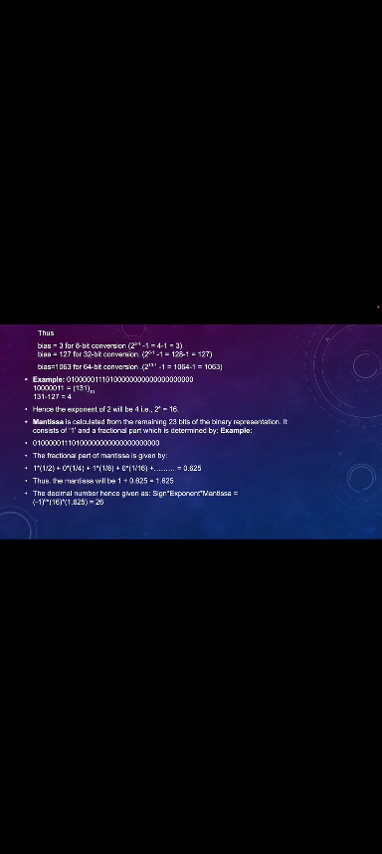 Thus
bias = 3 for 6-bit conversion (2³⁻¹ -1 = 4-1 = 3)
bias = 127 for 32-bit conversion. (2⁸⁻¹ -1 = 128-1 = 127)
bias=1063 for 64-bit conversion .(2¹¹⁻¹ -1 = 1064-1 = 1063)
• Example: 01000001110100000000000000000000
10000011 = (131)₁₀
131-127 = 4
• Hence the exponent of 2 will be 4 i.e., 2⁴ = 16.
• Mantissa is calculated from the remaining 23 bits of the binary representation. It
consists of '1' and a fractional part which is determined by: Example:
• 01000001110100000000000000000000
• The fractional part of mantissa is given by:
• 1*(1/2) + 0*(1/4) + 1*(1/8) + 0*(1/16) +......... = 0.625
• Thus, the mantissa will be 1 + 0.625 = 1.625
• The decimal number hence given as: Sign*Exponent*Mantissa =
(-1)⁰*(16)*(1.625) = 26